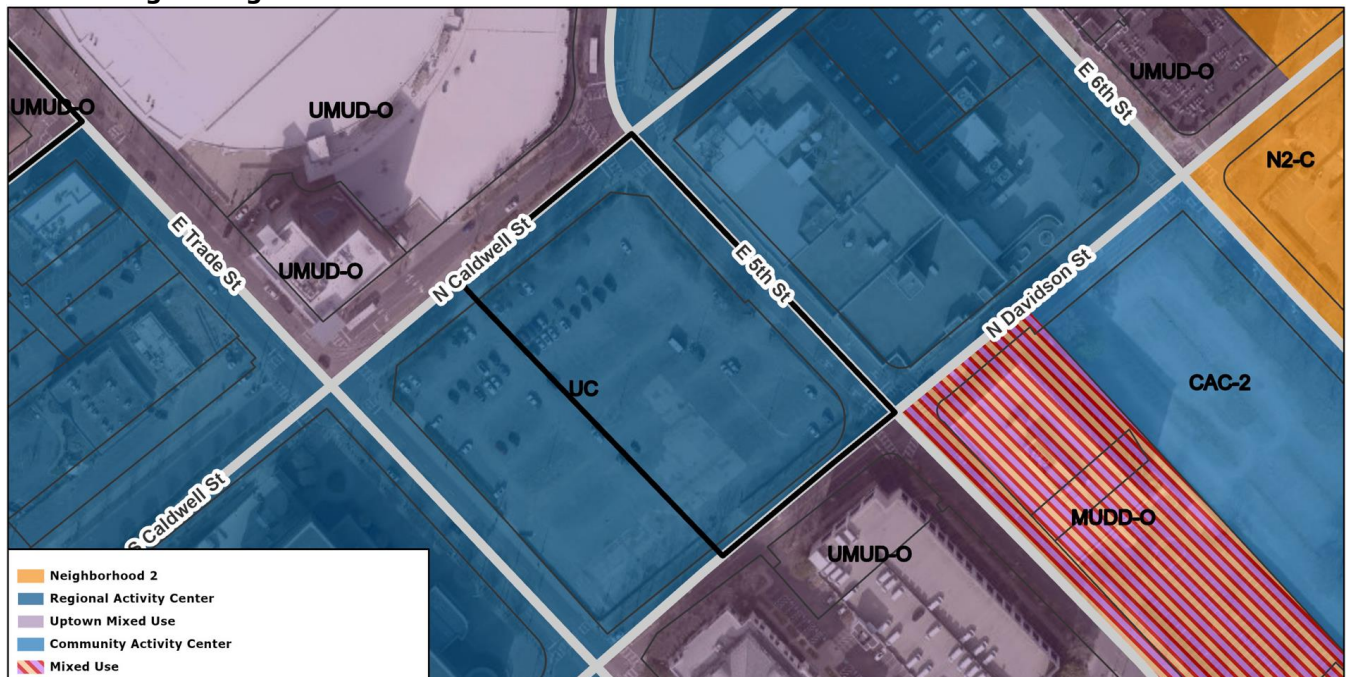 UMUD-O
UMUD-O
UMUD-O
E 6th St
N2-C
E Trade St
UMUD-O
N Caldwell St
E 5th St
N Davidson St
UC
CAC-2
MUDD-O
UMUD-O
S Caldwell St
Neighborhood 2
Regional Activity Center
Uptown Mixed Use
Community Activity Center
Mixed Use